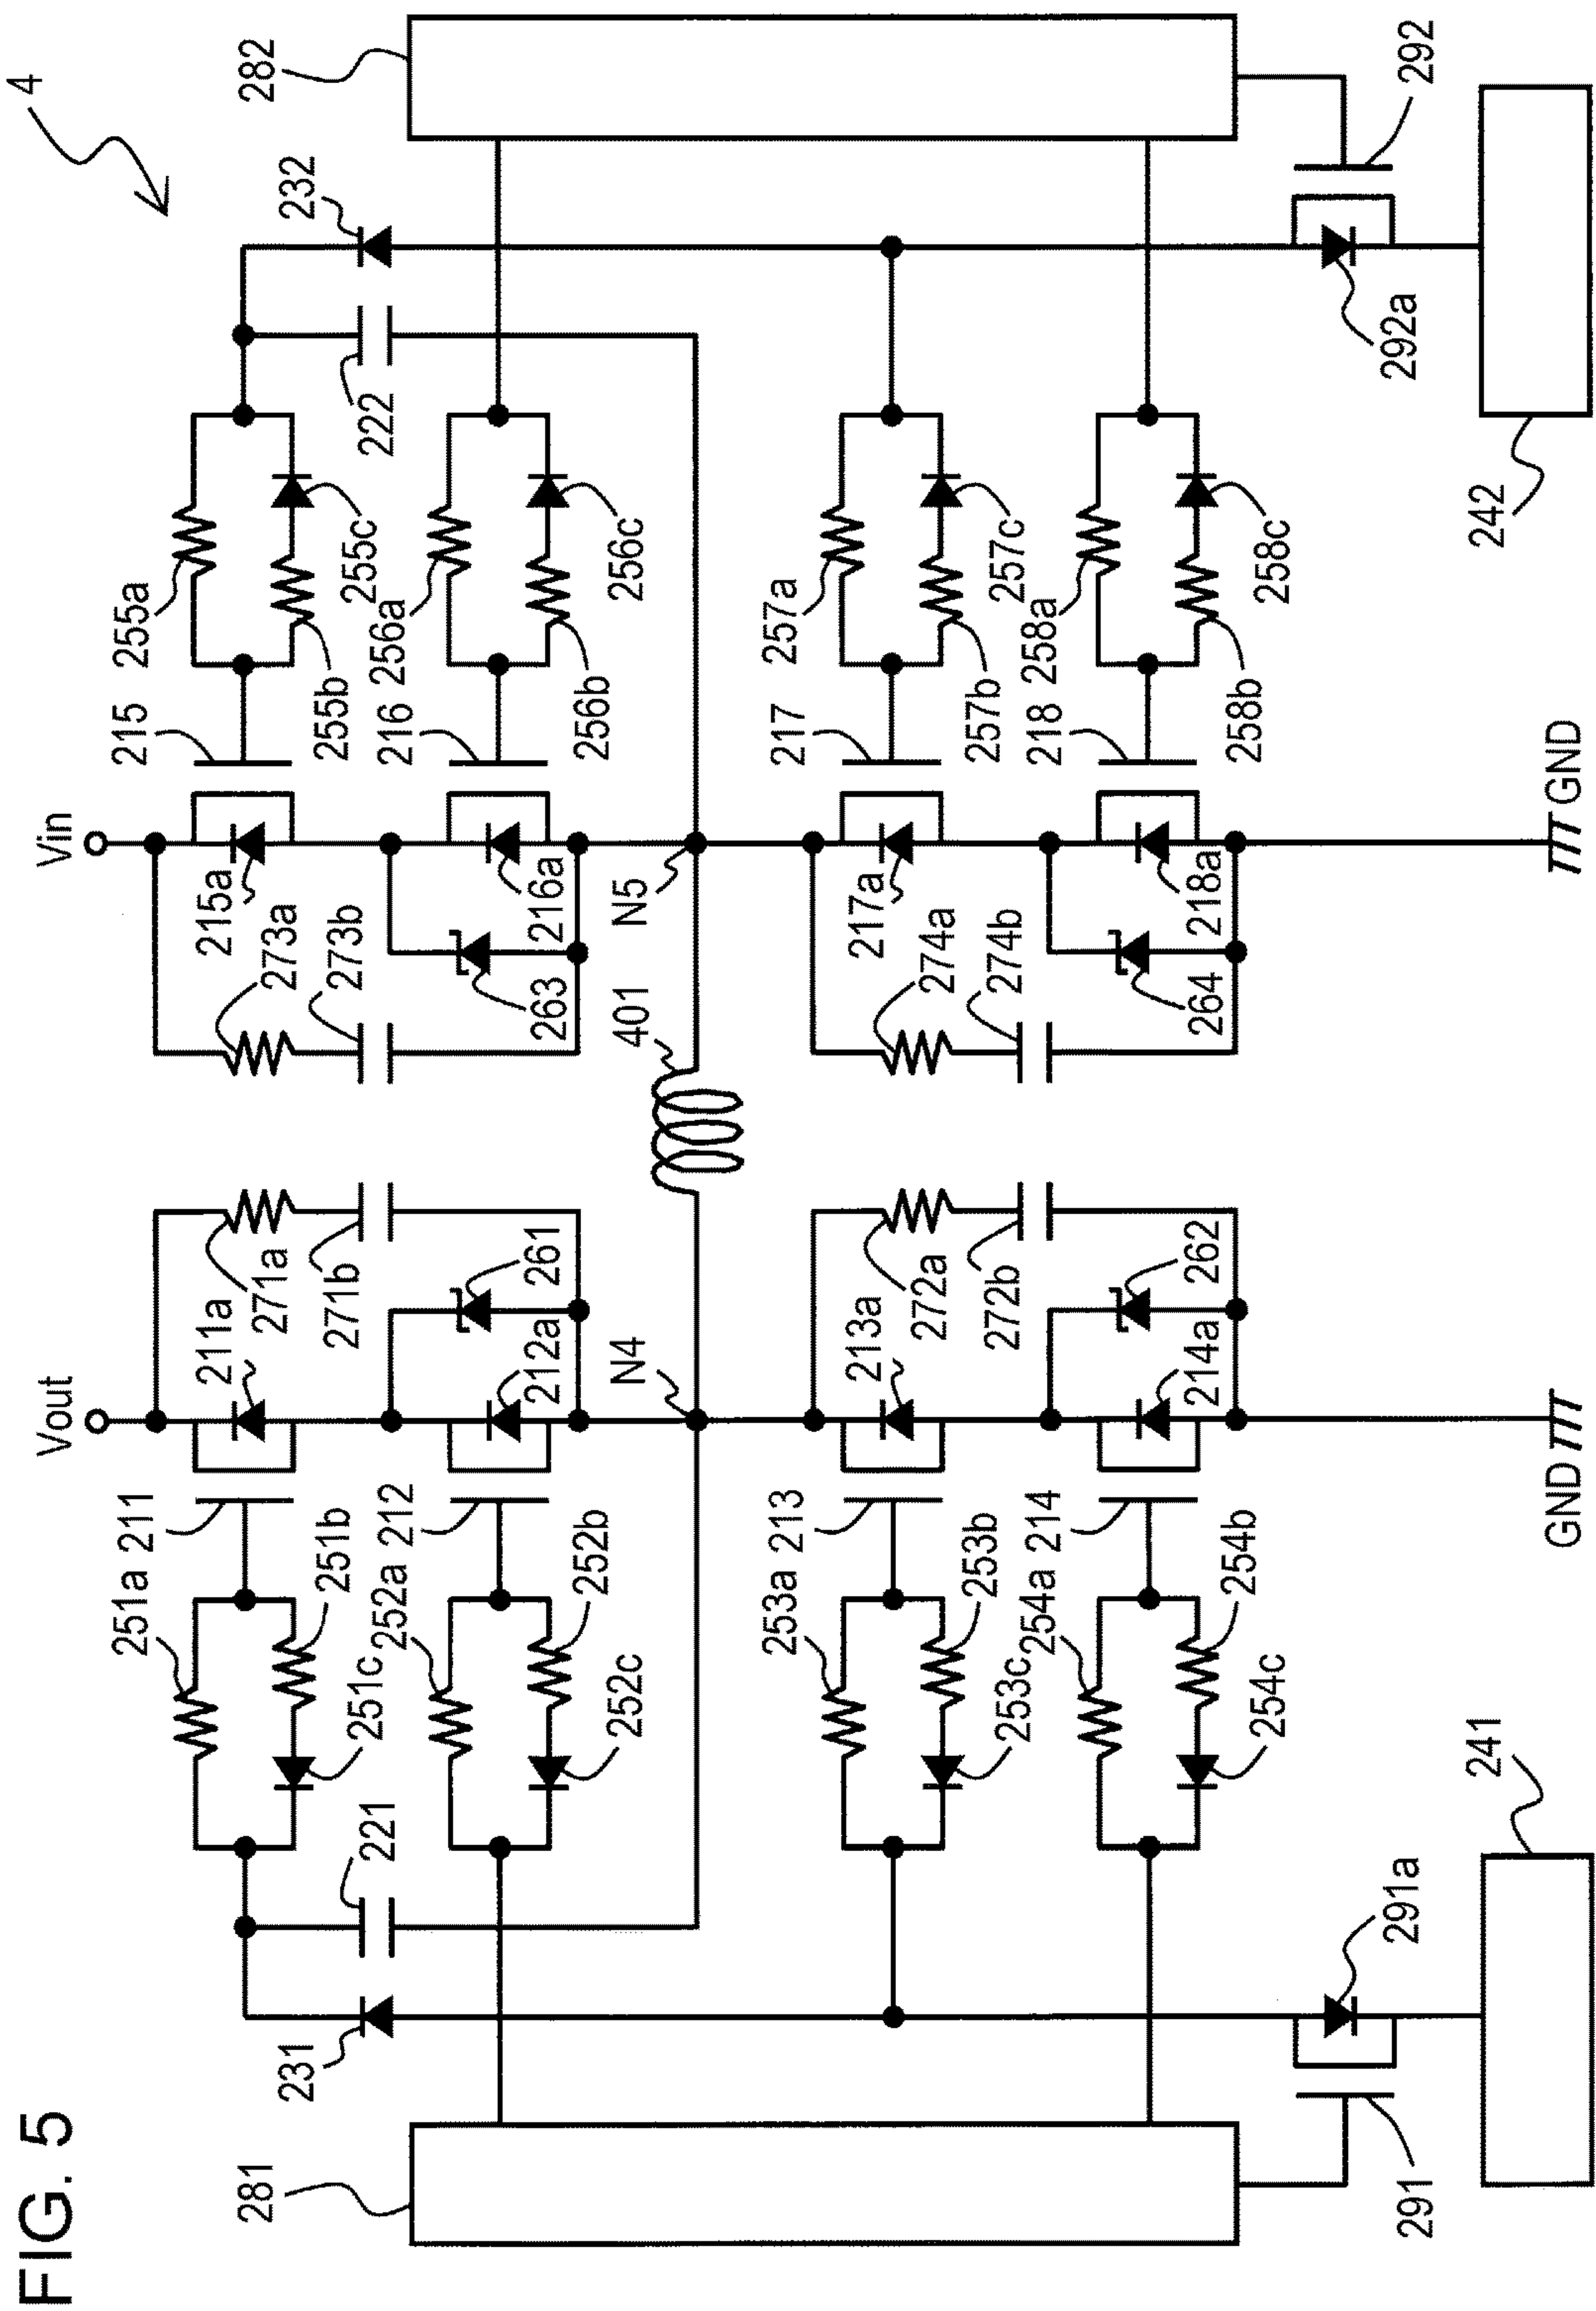 FIG. 5
4
Vout
Vin
281
231
221
251a
251b
251c
211
211a
271a
271b
252a
252b
252c
212
212a
261
N4
401
N5
282
232
222
255a
255b
255c
215
215a
273a
273b
256a
256b
256c
216
216a
263
253a
253b
253c
213
213a
272a
272b
254a
254b
254c
214
214a
262
257a
257b
257c
217
217a
274a
274b
258a
258b
258c
218
218a
264
291
291a
241
GND
GND
292
292a
242